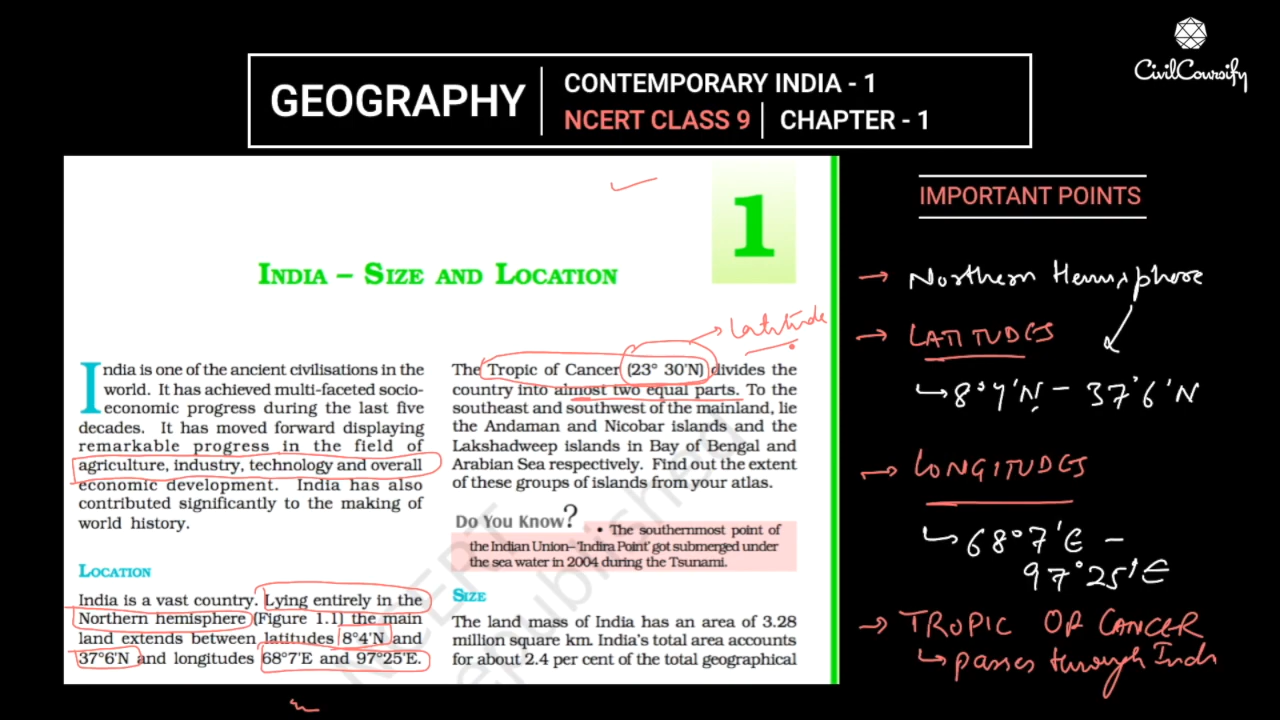 CivilCoursify
GEOGRAPHY
CONTEMPORARY INDIA - 1
NCERT CLASS 9 | CHAPTER - 1
1
INDIA – SIZE AND LOCATION
India is one of the ancient civilisations in the
world. It has achieved multi-faceted socio-
economic progress during the last five
decades. It has moved forward displaying
remarkable progress in the field of
agriculture, industry, technology and overall
economic development. India has also
contributed significantly to the making of
world history.
LOCATION
India is a vast country. Lying entirely in the
Northern hemisphere (Figure 1.1) the main
land extends between latitudes 8°4'N and
37°6'N and longitudes 68°7'E and 97°25'E.
Latitude
The Tropic of Cancer (23° 30'N) divides the
country into almost two equal parts. To the
southeast and southwest of the mainland, lie
the Andaman and Nicobar islands and the
Lakshadweep islands in Bay of Bengal and
Arabian Sea respectively. Find out the extent
of these groups of islands from your atlas.
Do You Know?
• The southernmost point of
the Indian Union– 'Indira Point' got submerged under
the sea water in 2004 during the Tsunami.
SIZE
The land mass of India has an area of 3.28
million square km. India's total area accounts
for about 2.4 per cent of the total geographical
NCERT
republished
IMPORTANT POINTS
→ Northern Hemisphere
→ LATITUDES
↳ 8°4'N – 37°6'N
→ LONGITUDES
↳ 68°7'E –
97°25'E
→ TROPIC OF CANCER
↳ passes through India